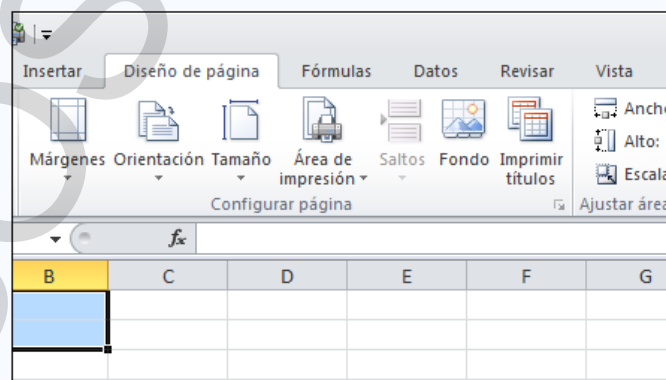 Insertar Diseño de página Fórmulas Datos Revisar Vista
Márgenes Orientación Tamaño Área de impresión Saltos Fondo Imprimir títulos
Ancho
Alto:
Escala
Configurar página Ajustar área
fx
B C D E F G